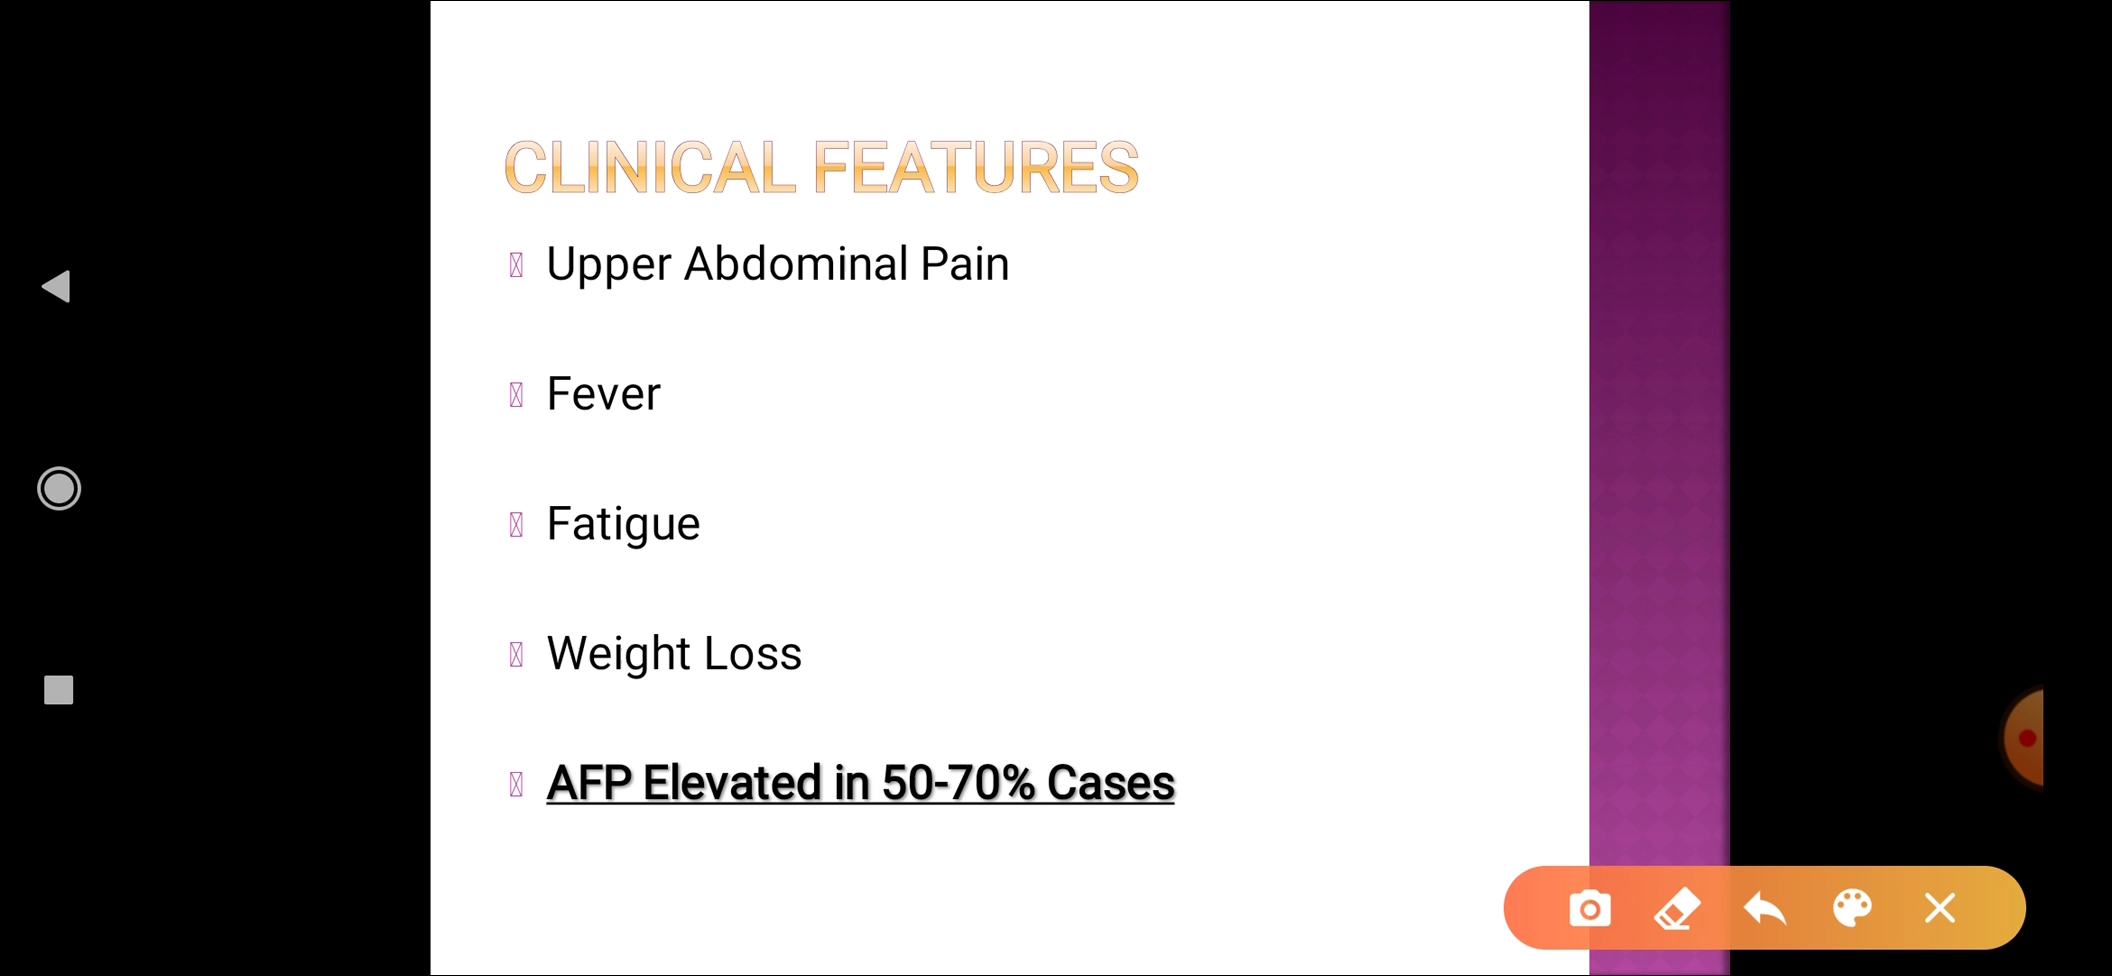 CLINICAL FEATURES
Upper Abdominal Pain
Fever
Fatigue
Weight Loss
AFP Elevated in 50-70% Cases